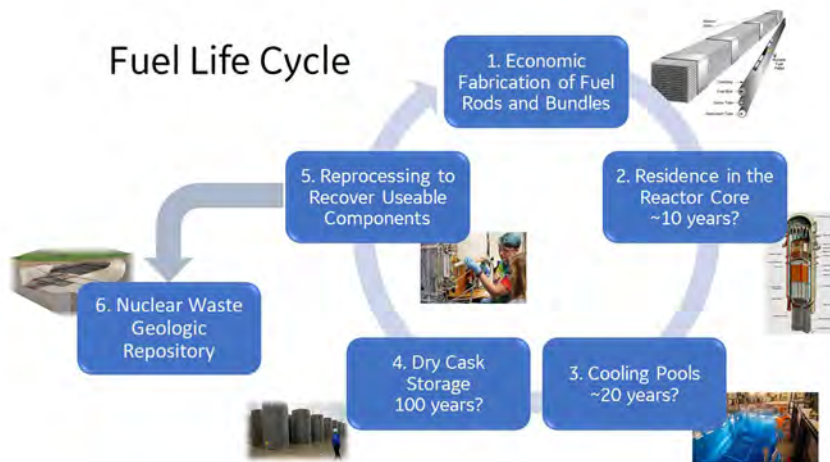 Fuel Life Cycle
1. Economic
Fabrication of Fuel
Rods and Bundles
2. Residence in the
Reactor Core
~10 years?
3. Cooling Pools
~20 years?
4. Dry Cask
Storage
100 years?
5. Reprocessing to
Recover Useable
Components
6. Nuclear Waste
Geologic
Repository